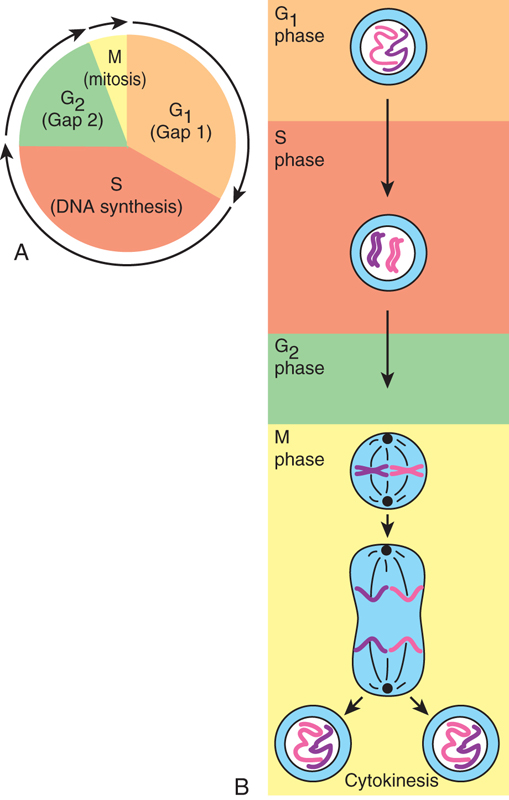 M
(mitosis)
G2
(Gap 2)
G1
(Gap 1)
S
(DNA synthesis)
A
G1
phase
S
phase
G2
phase
M
phase
Cytokinesis
B